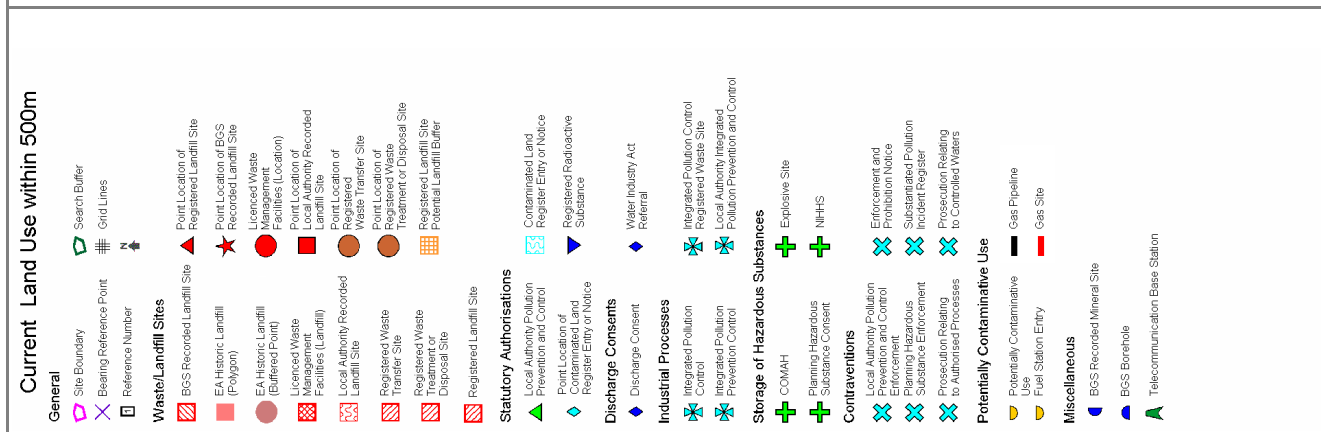 Current Land Use within 500m
General
Site Boundary
Search Buffer
Bearing Reference Point
Grid Lines
1
Reference Number
N
Waste/Landfill Sites
BGS Recorded Landfill Site
Point Location of
Registered Landfill Site
EA Historic Landfill
(Polygon)
Point Location of BGS
Recorded Landfill Site
EA Historic Landfill
(Buffered Point)
Licenced Waste
Management
Facilities (Location)
Licenced Waste
Management
Facilities (Landfill)
Point Location of
Local Authority Recorded
Landfill Site
Local Authority Recorded
Landfill Site
Point Location of
Registered
Waste Transfer Site
Registered Waste
Transfer Site
Point Location of
Registered Waste
Treatment or Disposal Site
Registered Waste
Treatment or
Disposal Site
Registered Landfill Site
Potential Landfill Buffer
Registered Landfill Site
Statutory Authorisations
Local Authority Pollution
Prevention and Control
Contaminated Land
Register Entry or Notice
Point Location of
Contaminated Land
Register Entry or Notice
Registered Radioactive
Substance
Discharge Consents
Discharge Consent
Water Industry Act
Referral
Industrial Processes
Integrated Pollution
Control
Integrated Pollution Control
Registered Waste Site
Integrated Pollution
Prevention Control
Local Authority Integrated
Pollution Prevention and Control
Storage of Hazardous Substances
COMAH
Explosive Site
Planning Hazardous
Substance Consent
NIHHS
Contraventions
Local Authority Pollution
Prevention and Control
Enforcement
Enforcement and
Prohibition Notice
Planning Hazardous
Substance Enforcement
Substantiated Pollution
Incident Register
Prosecution Relating
to Authorised Processes
Prosecution Relating
to Controlled Waters
Potentially Contaminative Use
Potentially Contaminative
Use
Gas Pipeline
Fuel Station Entry
Gas Site
Miscellaneous
BGS Recorded Mineral Site
BGS Borehole
Telecommunication Base Station